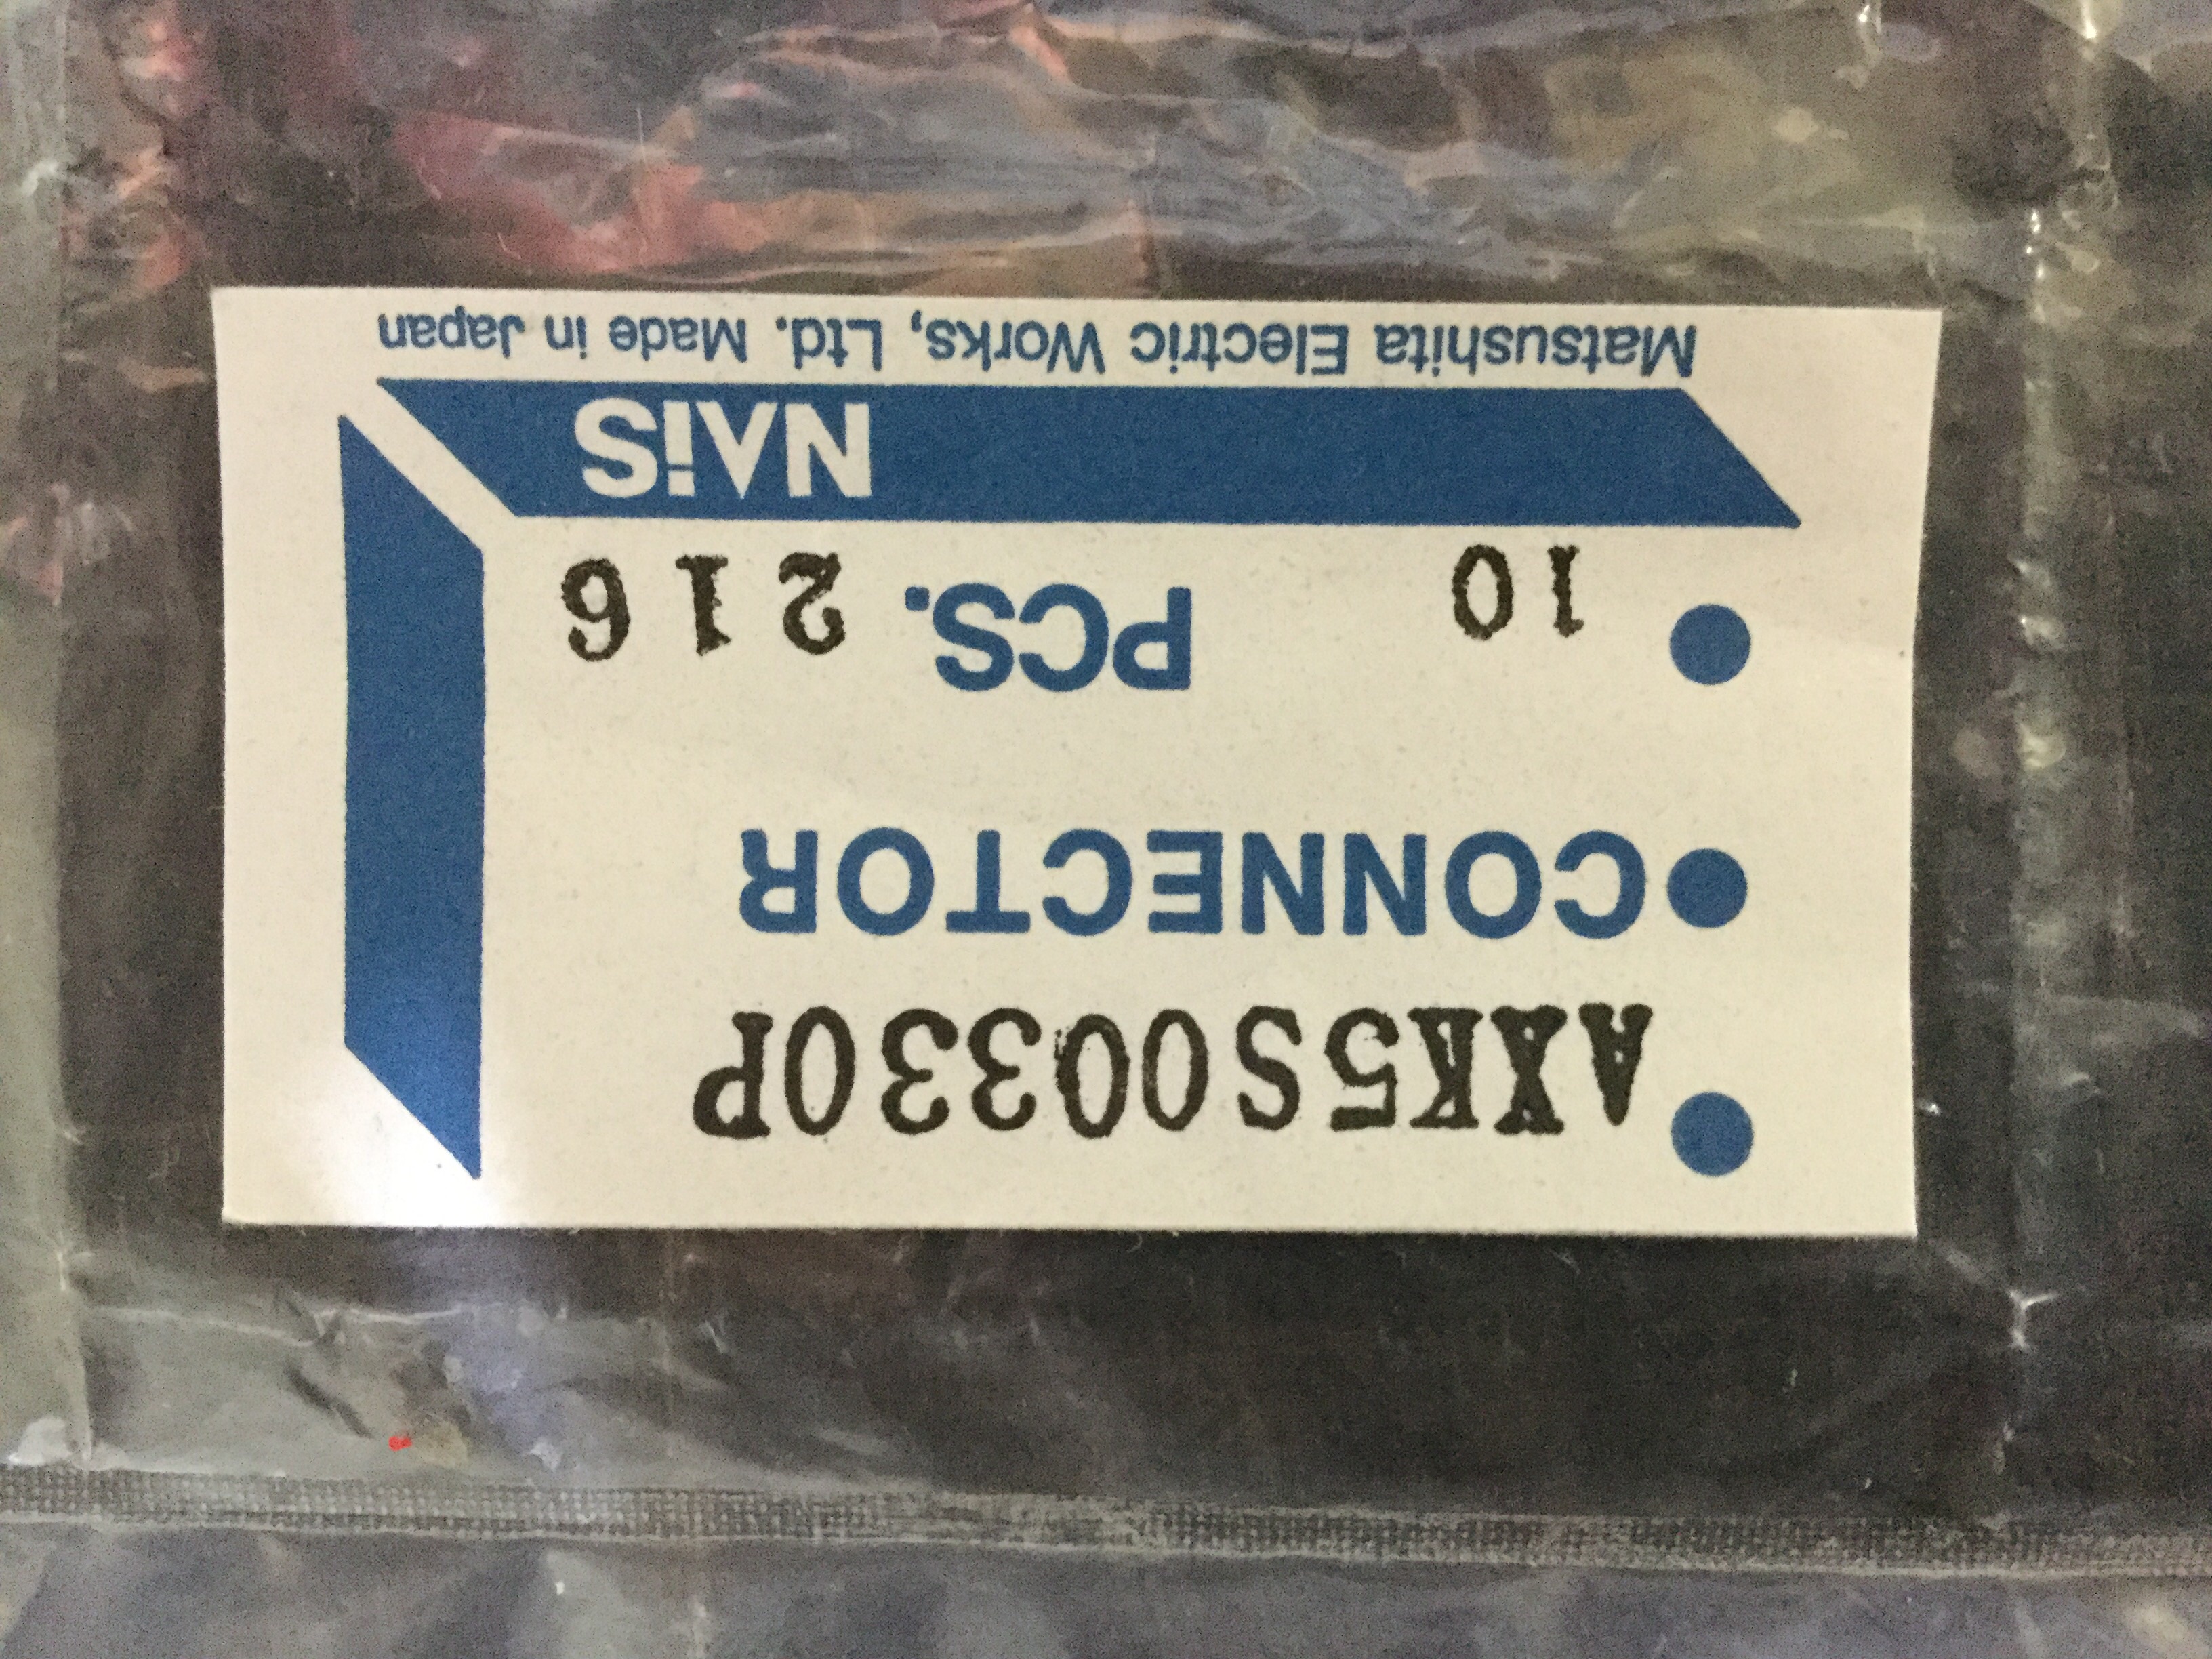 AXK5S00330P
CONNECTOR
10 PCS. 216
NAiS
Matsushita Electric Works, Ltd. Made in Japan